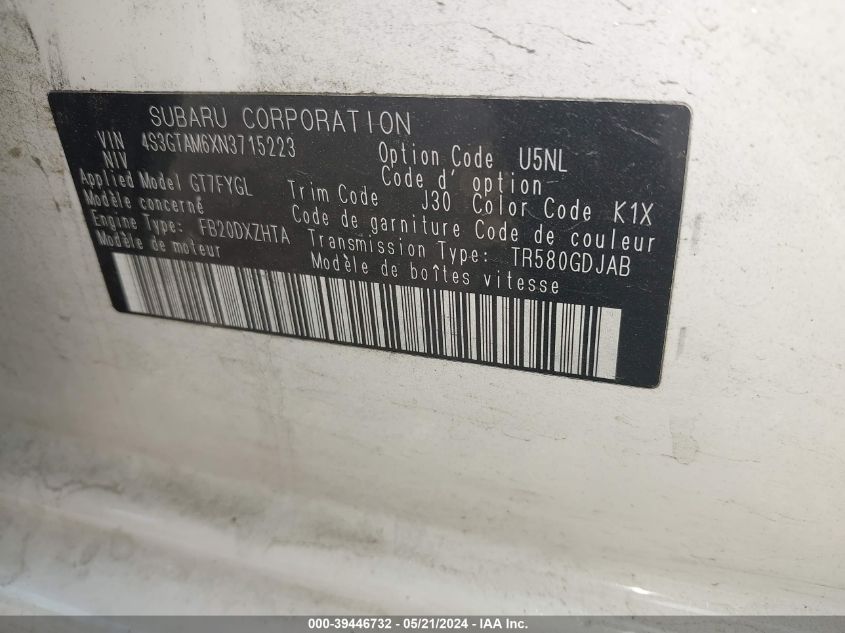 SUBARU CORPORATION
VIN 4S3GTAM6XN3715223 Option Code U5NL
NIV Code d' option
Applied Model GT7FYGL Trim Code J30 Color Code K1X
Modèle concerné Code de garniture Code de couleur
Engine Type: FB20DXZHTA Transmission Type: TR580GDJAB
Modèle de moteur Modèle de boîtes vitesse
000-39446732 - 05/21/2024 - IAA Inc.